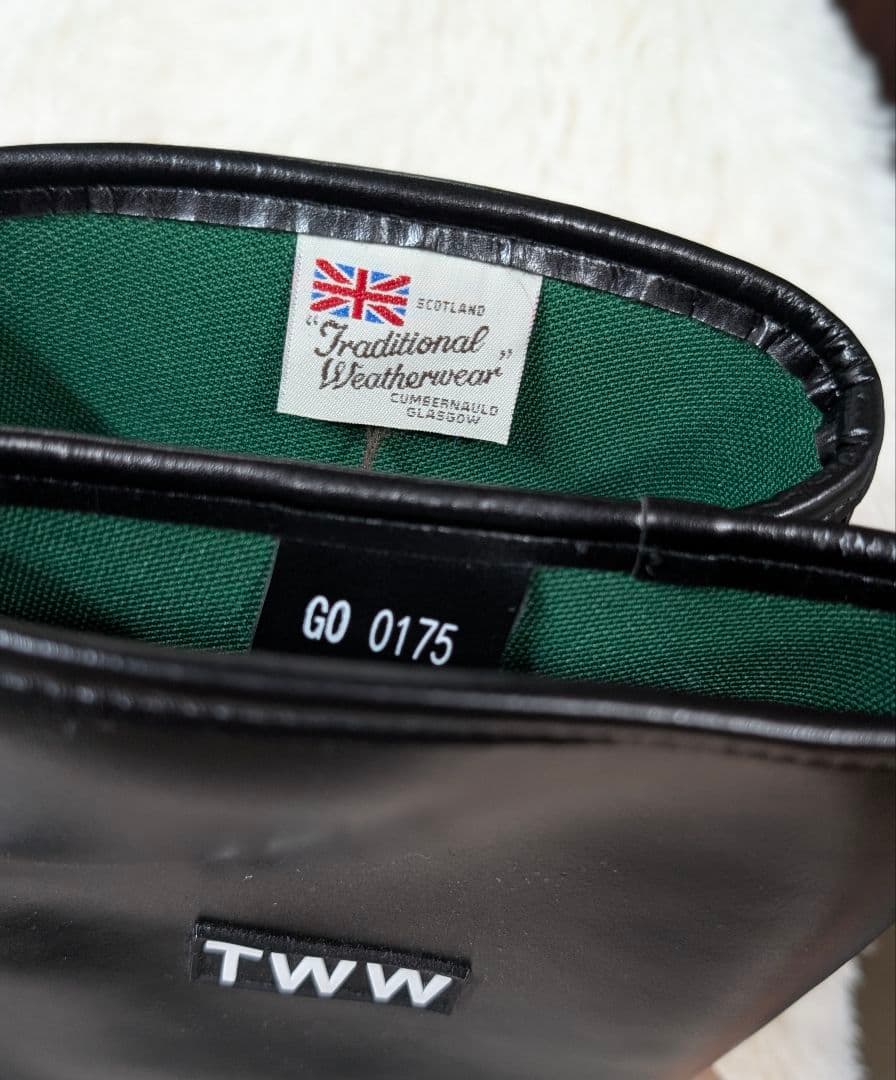 SCOTLAND
"Traditional
Weatherwear"
CUMBERNAULD
GLASGOW
GO 0175
TWW